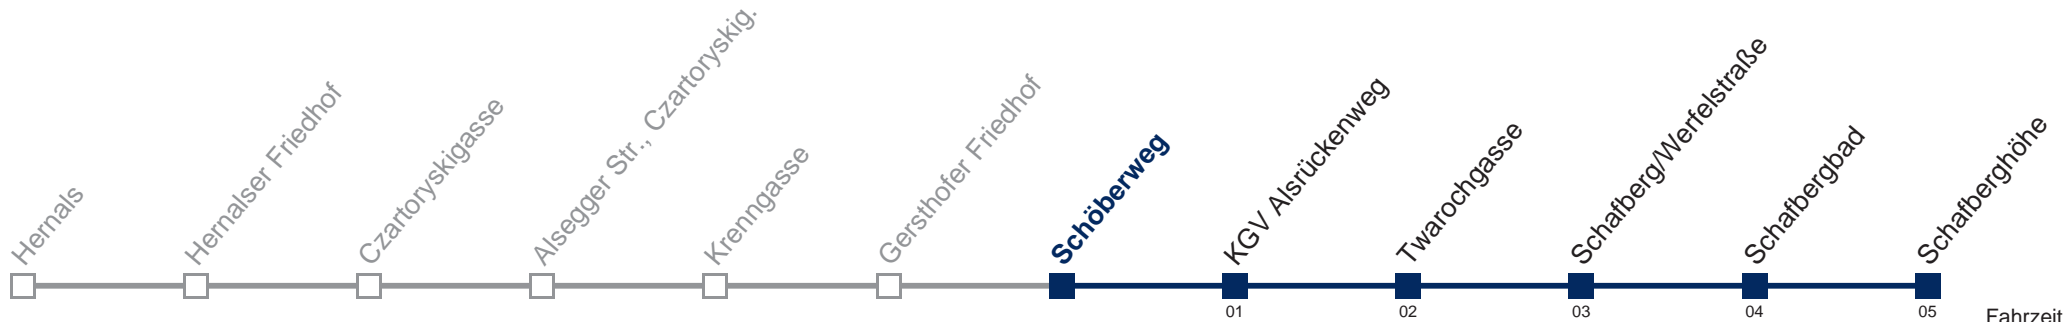 Hernals
Hernalser Friedhof
Czartoryskigasse
Alsegger Str., Czartoryskig.
Krenngasse
Gersthofer Friedhof
Schöberweg
KGV Alsrückenweg
Twarochgasse
Schafberg/Werfelstraße
Schafbergbad
Schafberghöhe
01
02
03
04
05
Fahrzeit